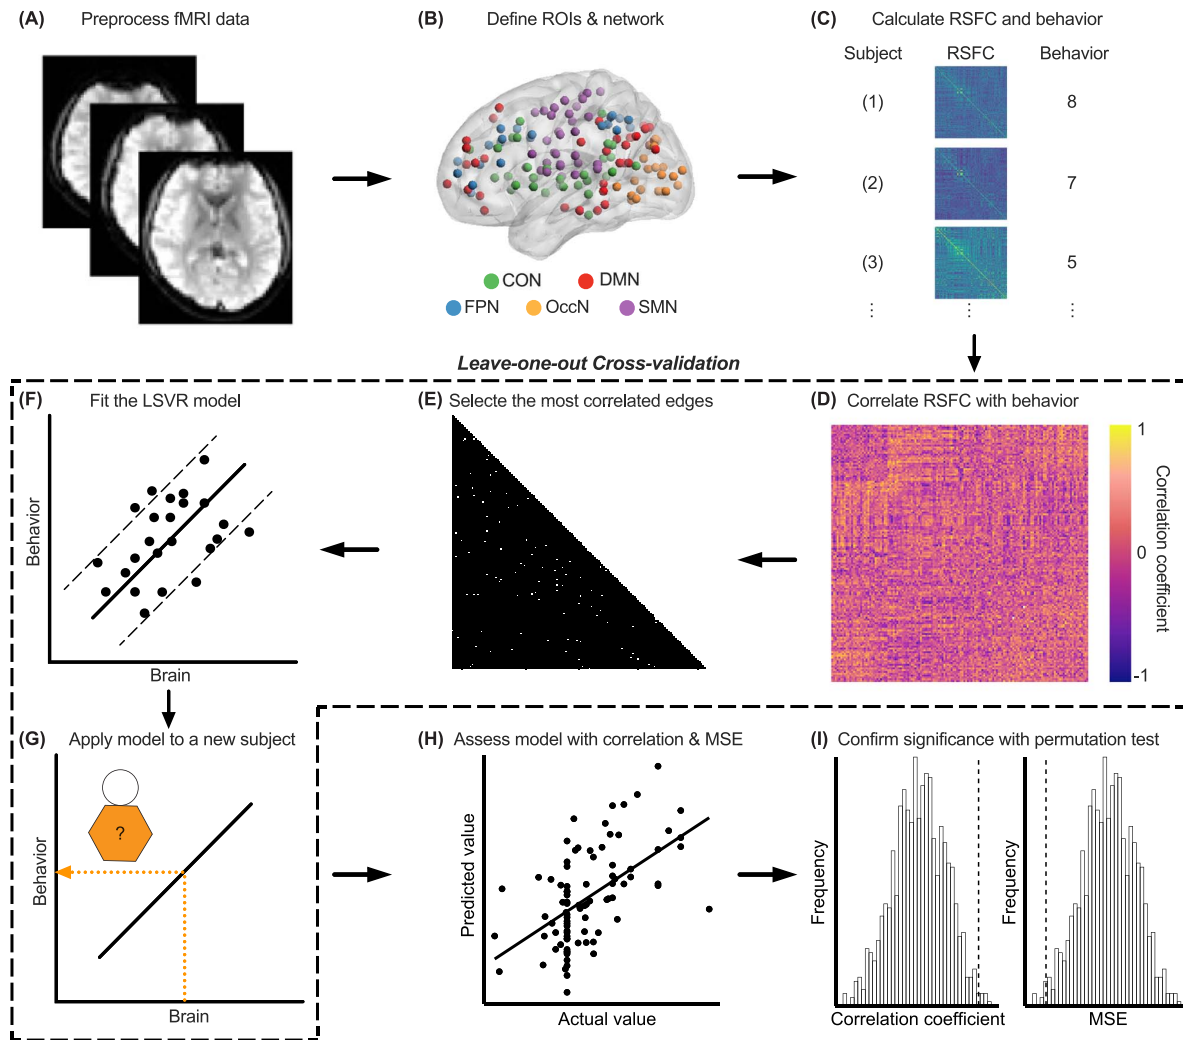 (A) Preprocess fMRI data
(B) Define ROIs & network
CON DMN
FPN OccN SMN
(C) Calculate RSFC and behavior
Subject RSFC Behavior
(1) 8
(2) 7
(3) 5
⋮ ⋮ ⋮
Leave-one-out Cross-validation
(F) Fit the LSVR model
Behavior
Brain
(E) Selecte the most correlated edges
(D) Correlate RSFC with behavior
1
0
-1
Correlation coefficient
(G) Apply model to a new subject
?
Behavior
Brain
(H) Assess model with correlation & MSE
Predicted value
Actual value
(I) Confirm significance with permutation test
Frequency
Correlation coefficient
Frequency
MSE